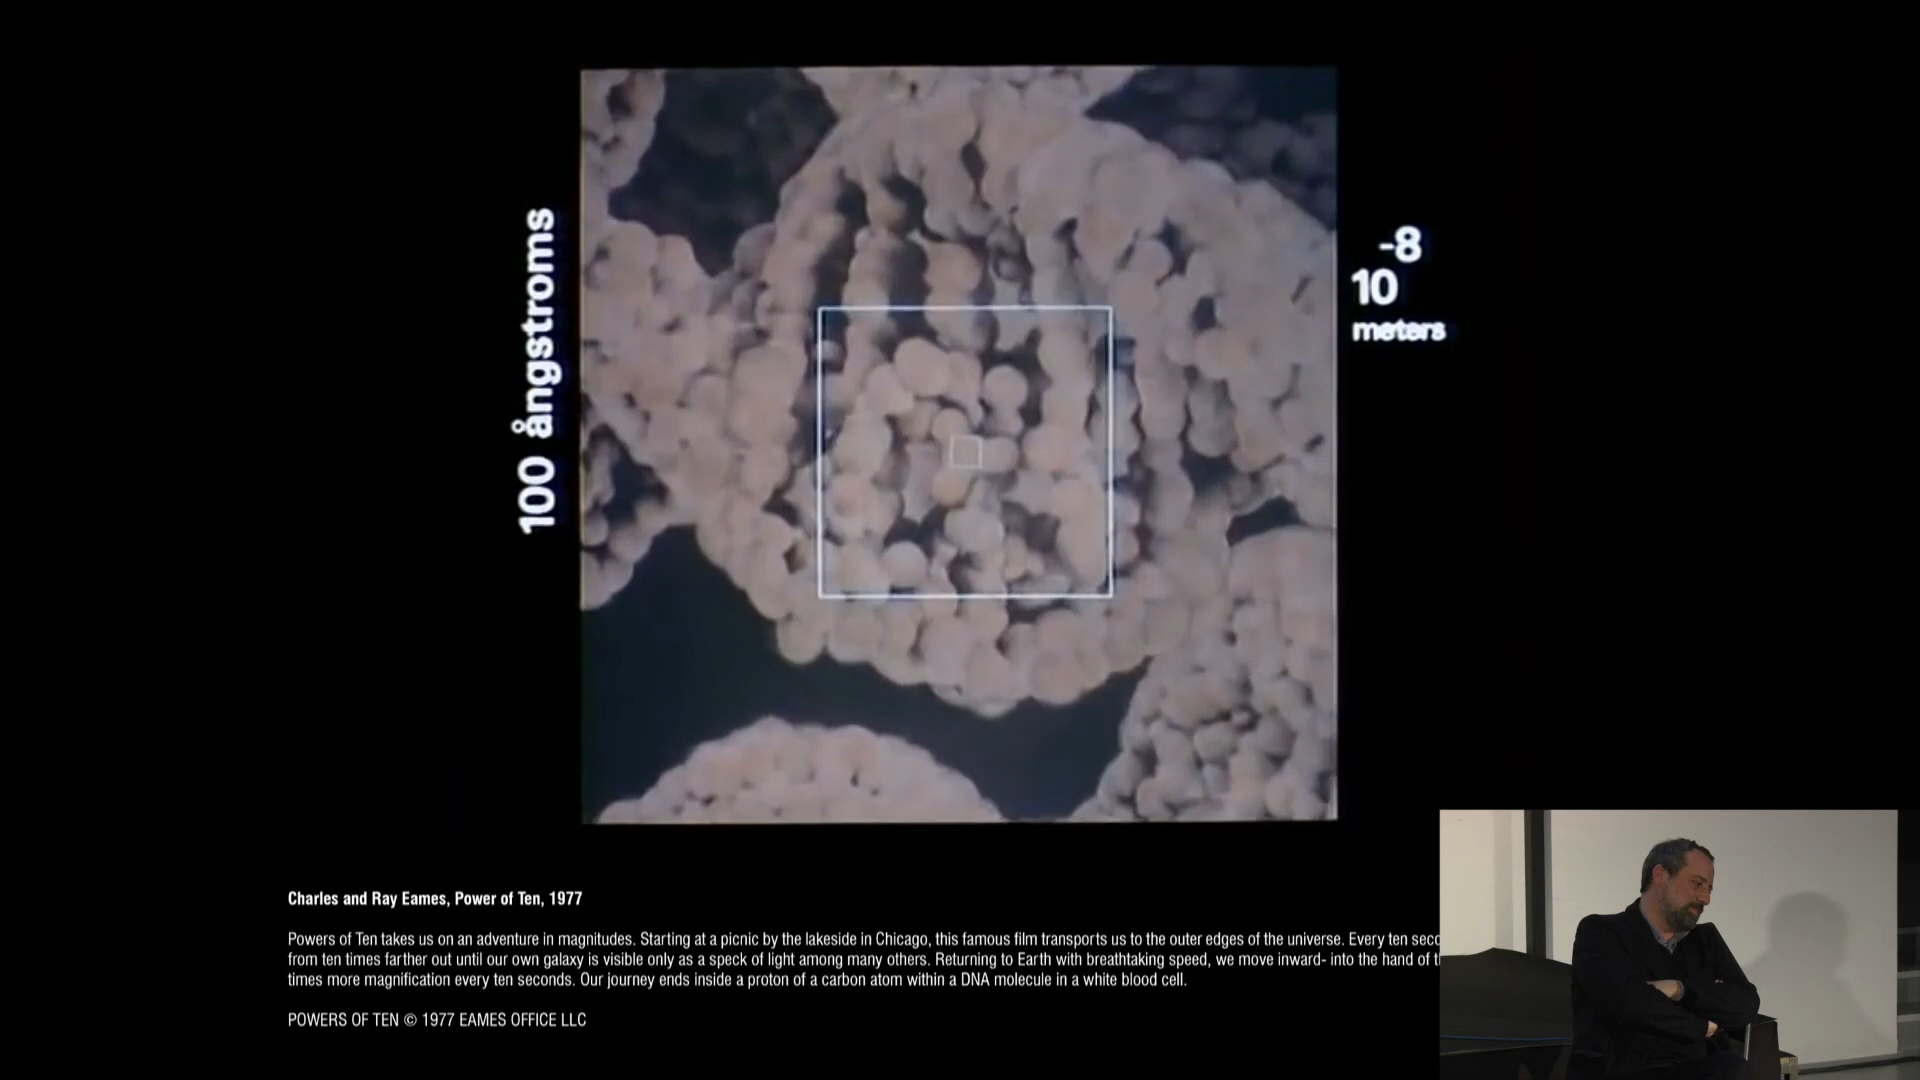 100 ångstroms
-8
10
meters
Charles and Ray Eames, Power of Ten, 1977
Powers of Ten takes us on an adventure in magnitudes. Starting at a picnic by the lakeside in Chicago, this famous film transports us to the outer edges of the universe. Every ten
from ten times farther out until our own galaxy is visible only as a speck of light among many others. Returning to Earth with breathtaking speed, we move inward- into the hand of
times more magnification every ten seconds. Our journey ends inside a proton of a carbon atom within a DNA molecule in a white blood cell.
POWERS OF TEN © 1977 EAMES OFFICE LLC